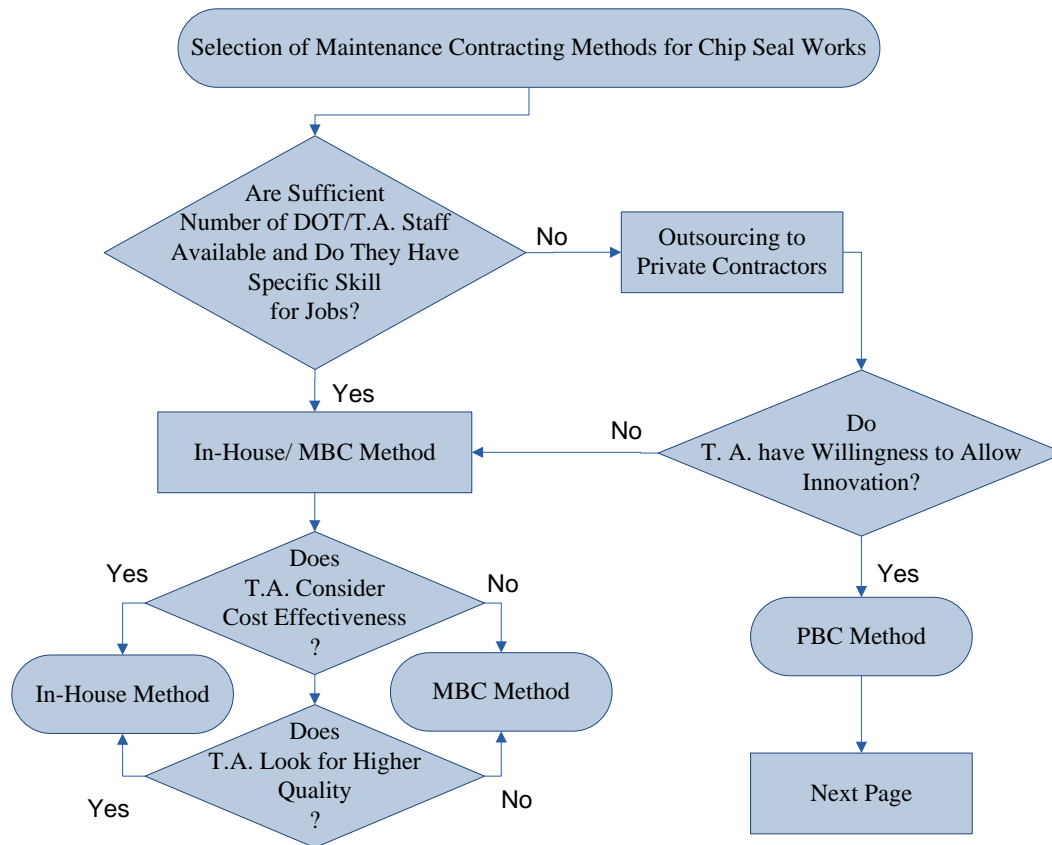 Selection of Maintenance Contracting Methods for Chip Seal Works
Are Sufficient
Number of DOT/T.A. Staff
Available and Do They Have
Specific Skill
for Jobs?
No
Outsourcing to
Private Contractors
Yes
In-House/ MBC Method
No
Do
T. A. have Willingness to Allow
Innovation?
Yes
Does
T.A. Consider
Cost Effectiveness
?
No
Yes
PBC Method
In-House Method
MBC Method
Does
T.A. Look for Higher
Quality
?
Yes
No
Next Page